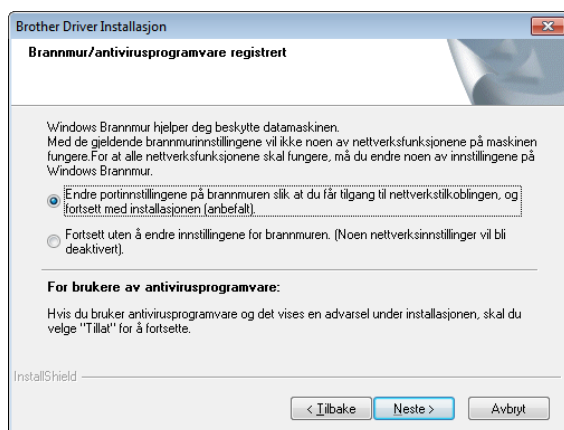 Brother Driver Installasjon
Brannmur/antivirusprogramvare registrert
Windows Brannmur hjelper deg beskytte datamaskinen.
Med de gjeldende brannmurinnstillingene vil ikke noen av nettverksfunksjonene på maskinen
fungere.For at alle nettverksfunksjonene skal fungere, må du endre noen av innstillingene på
Windows Brannmur.
Endre portinnstillingene på brannmuren slik at du får tilgang til nettverkstilkoblingen, og
fortsett med installasjonen (anbefalt).
Fortsett uten å endre innstillingene for brannmuren. (Noen nettverksinnstillinger vil bli
deaktivert).
For brukere av antivirusprogramvare:
Hvis du bruker antivirusprogramvare og det vises en advarsel under installasjonen, skal du
velge "Tillat" for å fortsette.
InstallShield
< Tilbake Neste > Avbryt